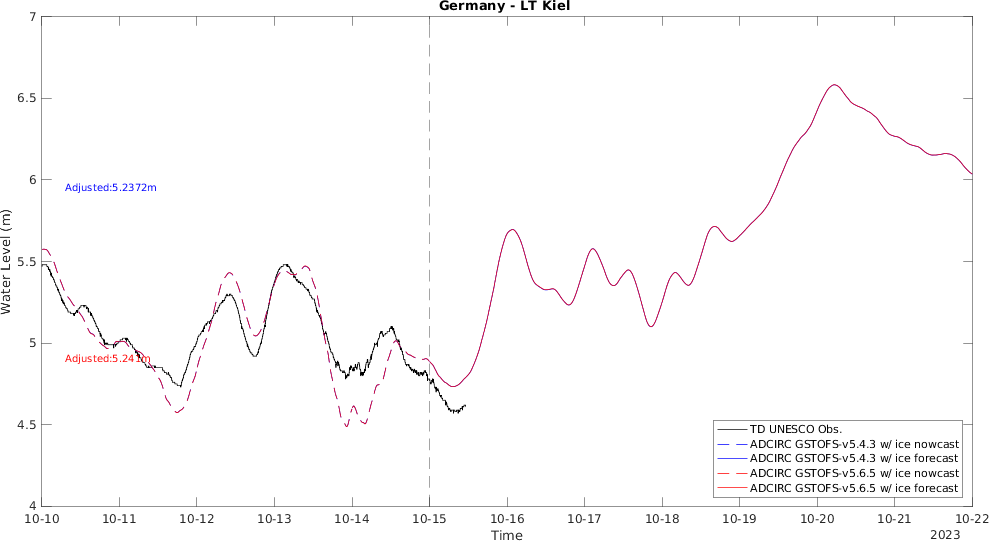 Germany - LT Kiel
7
6.5
6
5.5
5
4.5
4
Water Level (m)
Adjusted:5.2372m
Adjusted:5.241m
TD UNESCO Obs.
ADCIRC GSTOFS-v5.4.3 w/ ice nowcast
ADCIRC GSTOFS-v5.4.3 w/ ice forecast
ADCIRC GSTOFS-v5.6.5 w/ ice nowcast
ADCIRC GSTOFS-v5.6.5 w/ ice forecast
10-10 10-11 10-12 10-13 10-14 10-15 10-16 10-17 10-18 10-19 10-20 10-21 10-22
Time
2023